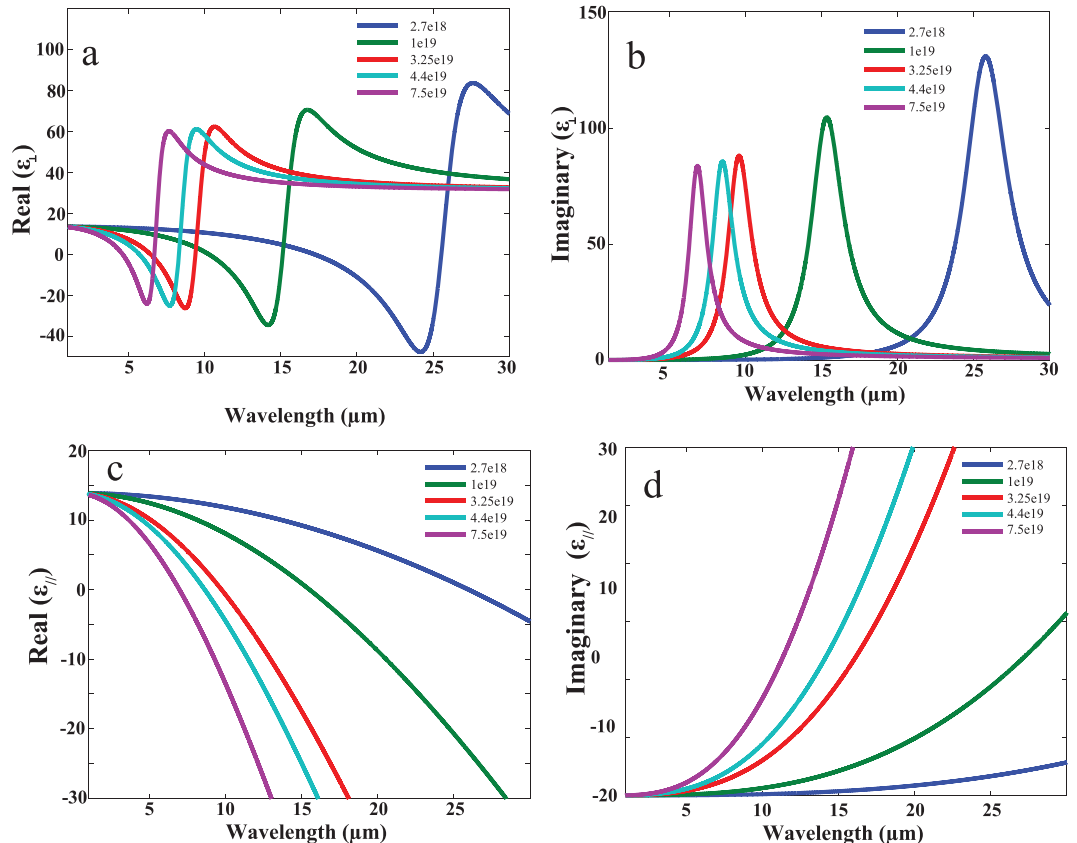 a
2.7e18
1e19
3.25e19
4.4e19
7.5e19
Real (ε⊥)
100
80
60
40
20
0
-20
-40
5
10
15
20
25
30
Wavelength (μm)
b
2.7e18
1e19
3.25e19
4.4e19
7.5e19
Imaginary (ε⊥)
150
100
50
0
5
10
15
20
25
30
Wavelength (μm)
c
2.7e18
1e19
3.25e19
4.4e19
7.5e19
Real (ε//)
20
10
0
-10
-20
-30
5
10
15
20
25
Wavelength (μm)
d
2.7e18
1e19
3.25e19
4.4e19
7.5e19
Imaginary (ε//)
30
20
10
0
-10
-20
5
10
15
20
25
Wavelength (μm)